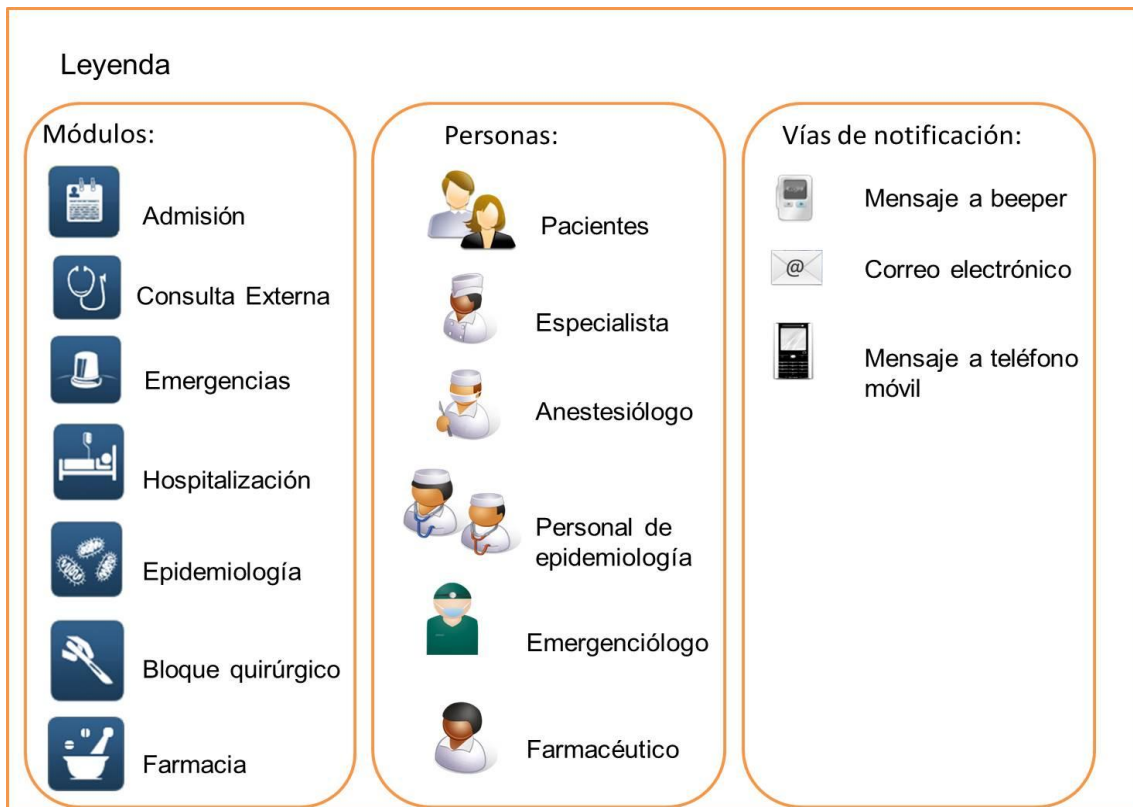 Leyenda
Módulos:
Admisión
Consulta Externa
Emergencias
Hospitalización
Epidemiología
Bloque quirúrgico
Farmacia
Personas:
Pacientes
Especialista
Anestesiólogo
Personal de
epidemiología
Emergenciólogo
Farmacéutico
Vías de notificación:
Mensaje a beeper
@
Correo electrónico
Mensaje a teléfono
móvil